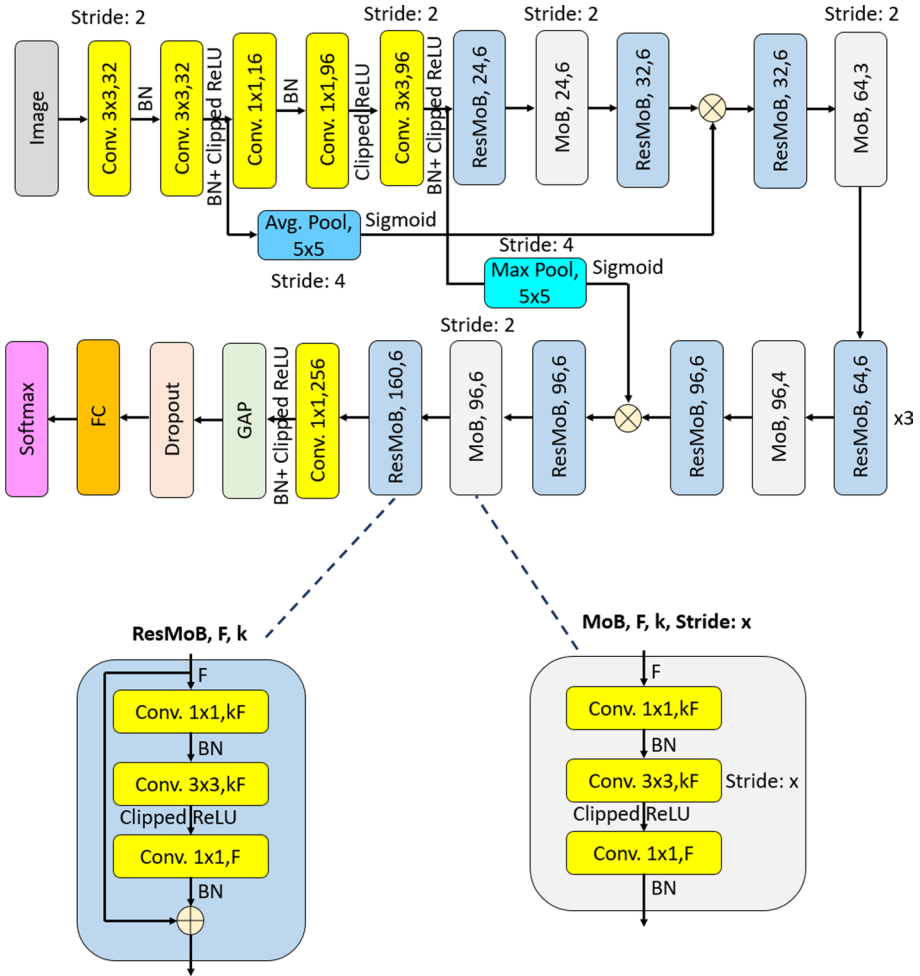 Stride: 2
Stride: 2
Stride: 2
Stride: 2
Image
Conv. 3x3,32
BN
Conv. 3x3,32
BN+ Clipped ReLU
Conv. 1x1,16
BN
Conv. 1x1,96
Clipped ReLU
Conv. 3x3,96
BN+ Clipped ReLU
ResMoB, 24,6
MoB, 24,6
ResMoB, 32,6
ResMoB, 32,6
MoB, 64,3
Avg. Pool,
5x5
Sigmoid
Stride: 4
Stride: 4
Max Pool,
5x5
Sigmoid
Stride: 2
Softmax
FC
Dropout
GAP
BN+ Clipped ReLU
Conv. 1x1,256
ResMoB, 160,6
MoB, 96,6
ResMoB, 96,6
ResMoB, 96,6
MoB, 96,4
ResMoB, 64,6
x3
ResMoB, F, k
F
Conv. 1x1,kF
BN
Conv. 3x3,kF
Clipped ReLU
Conv. 1x1,F
BN
MoB, F, k, Stride: x
F
Conv. 1x1,kF
BN
Conv. 3x3,kF
Stride: x
Clipped ReLU
Conv. 1x1,F
BN